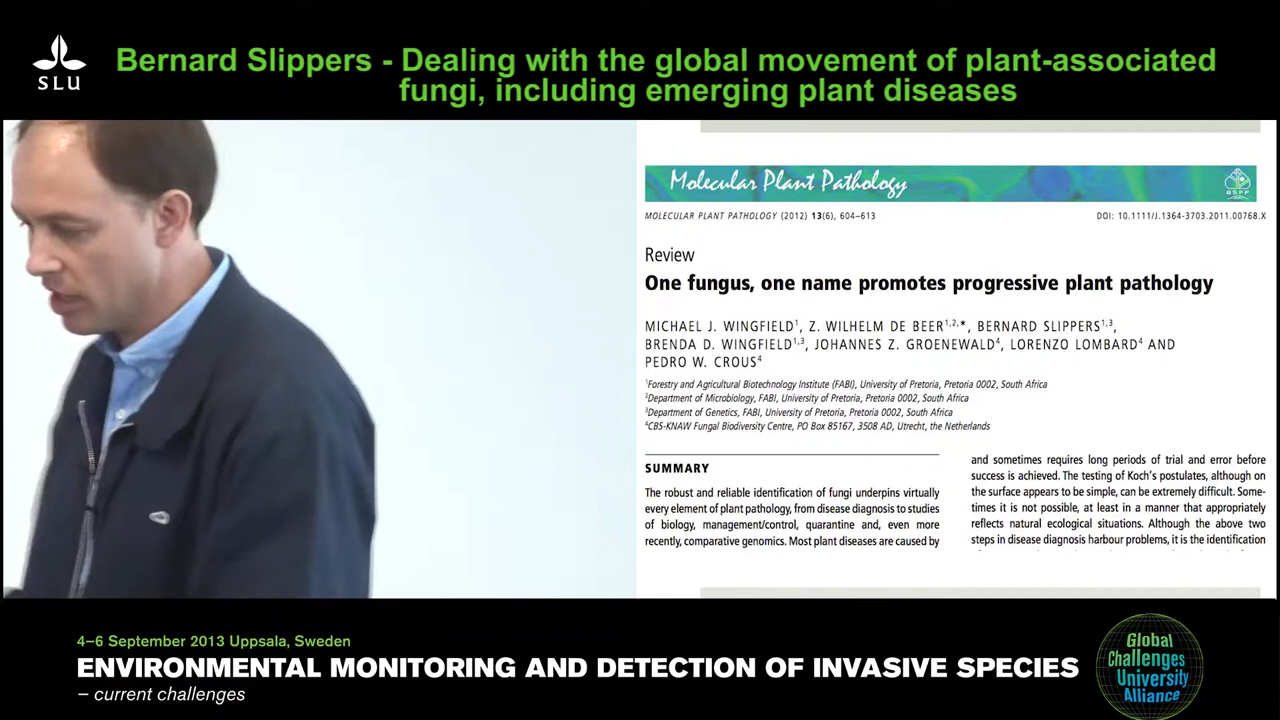 SLU
Bernard Slippers - Dealing with the global movement of plant-associated
fungi, including emerging plant diseases
Molecular Plant Pathology
BSPP
MOLECULAR PLANT PATHOLOGY (2012) 13(6), 604–613
DOI: 10.1111/J.1364-3703.2011.00768.X
Review
One fungus, one name promotes progressive plant pathology
MICHAEL J. WINGFIELD1, Z. WILHELM DE BEER1,2,*, BERNARD SLIPPERS1,3,
BRENDA D. WINGFIELD1,3, JOHANNES Z. GROENEWALD4, LORENZO LOMBARD4 AND
PEDRO W. CROUS4
1Forestry and Agricultural Biotechnology Institute (FABI), University of Pretoria, Pretoria 0002, South Africa
2Department of Microbiology, FABI, University of Pretoria, Pretoria 0002, South Africa
3Department of Genetics, FABI, University of Pretoria, Pretoria 0002, South Africa
4CBS-KNAW Fungal Biodiversity Centre, PO Box 85167, 3508 AD, Utrecht, the Netherlands
SUMMARY
The robust and reliable identification of fungi underpins virtually
every element of plant pathology, from disease diagnosis to studies
of biology, management/control, quarantine and, even more
recently, comparative genomics. Most plant diseases are caused by
and sometimes requires long periods of trial and error before
success is achieved. The testing of Koch's postulates, although on
the surface appears to be simple, can be extremely difficult. Some-
times it is not possible, at least in a manner that appropriately
reflects natural ecological situations. Although the above two
steps in disease diagnosis harbour problems, it is the identification
4–6 September 2013 Uppsala, Sweden
ENVIRONMENTAL MONITORING AND DETECTION OF INVASIVE SPECIES
– current challenges
Global
Challenges
University
Alliance